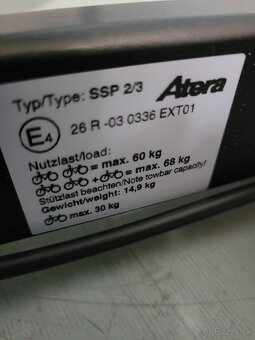 Typ/Type: SSP 2/3 Atera
E4 26 R -03 0336 EXT01
Nutzlast/load:
= max. 60 kg
+ = max. 68 kg
Stützlast beachten/Note towbar capacity!
Gewicht/weight: 14,9 kg
max. 30 kg